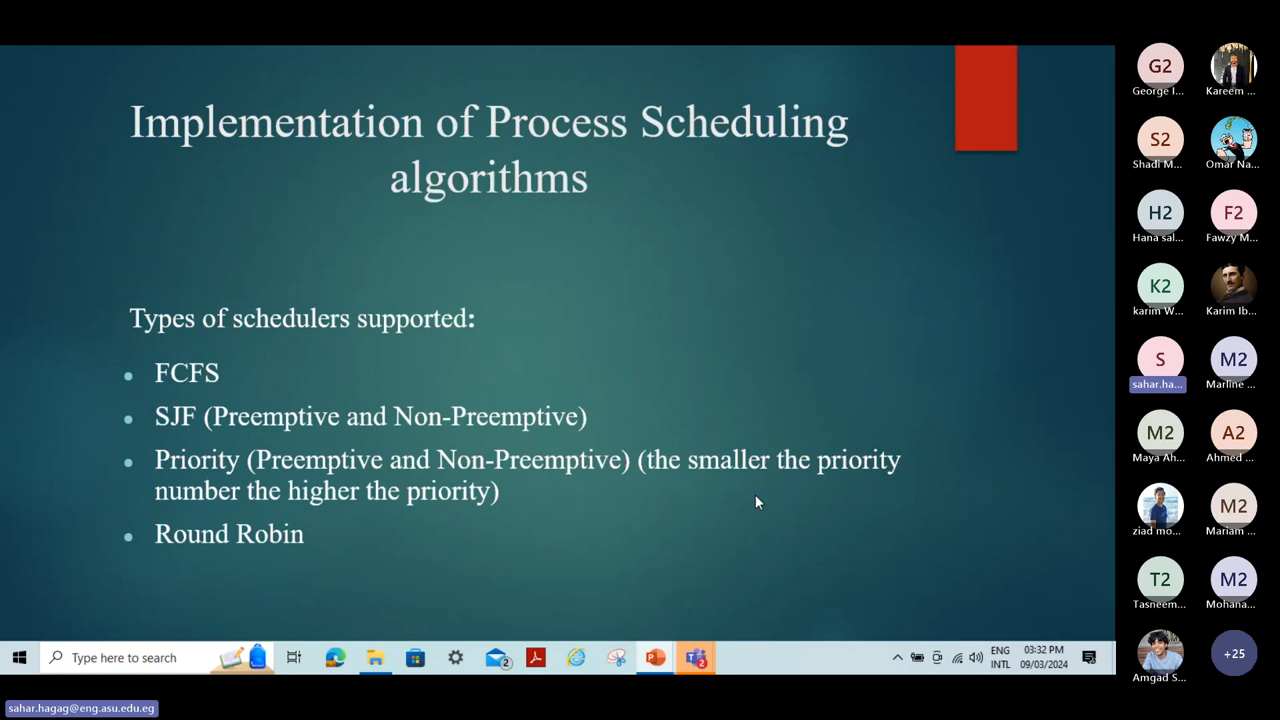 Implementation of Process Scheduling
algorithms
Types of schedulers supported:
FCFS
SJF (Preemptive and Non-Preemptive)
Priority (Preemptive and Non-Preemptive) (the smaller the priority
number the higher the priority)
Round Robin
G2
George I...
Kareem ...
S2
Shadi M...
Omar Na...
H2
Hana sal...
F2
Fawzy M...
K2
karim W...
Karim Ib...
S
sahar.ha...
M2
Marline ...
M2
Maya Ah...
A2
Ahmed ...
ziad mo...
M2
Mariam ...
T2
Tasneem...
M2
Mohana...
Amgad S...
+25
Type here to search
2
2
ENG
INTL
03:32 PM
09/03/2024
sahar.hagag@eng.asu.edu.eg